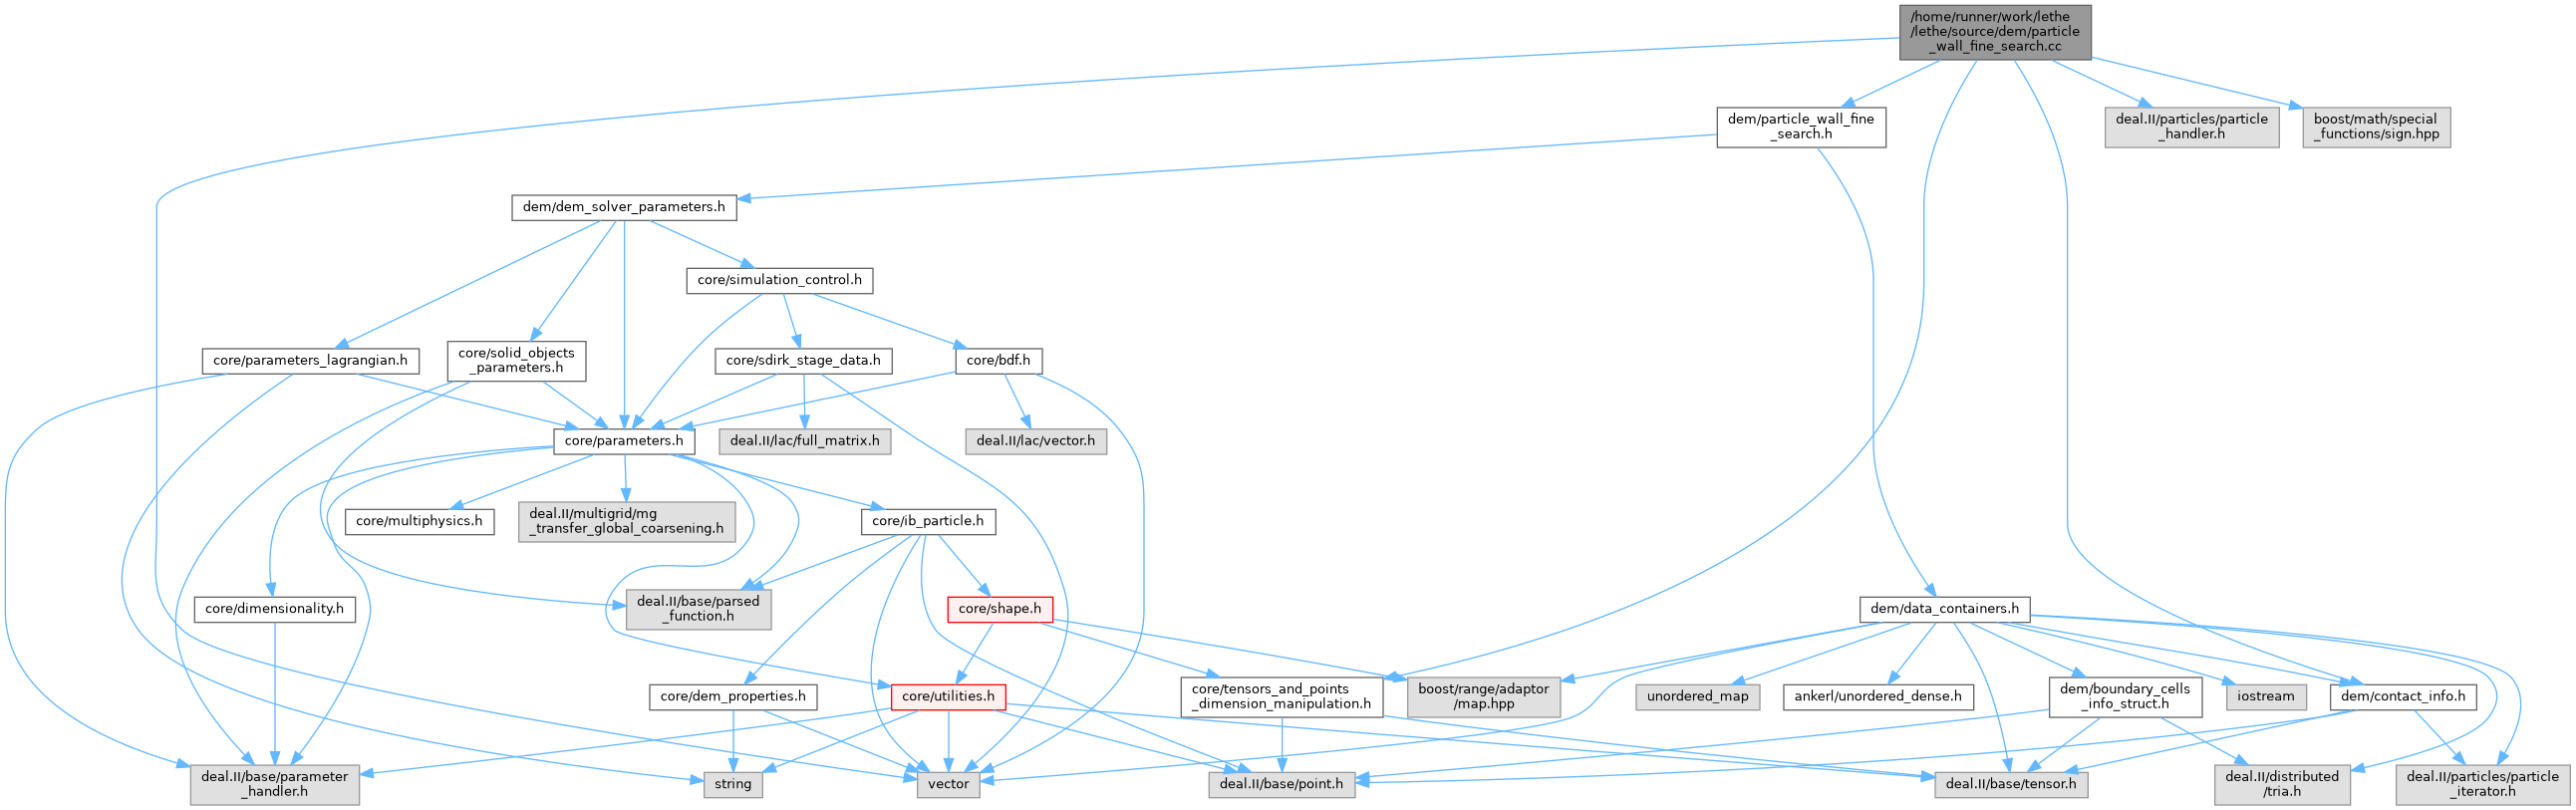 /home/runner/work/lethe
/lethe/source/dem/particle
_wall_fine_search.cc
dem/particle_wall_fine
_search.h
deal.II/particles/particle
_handler.h
boost/math/special
_functions/sign.hpp
dem/dem_solver_parameters.h
core/simulation_control.h
core/parameters_lagrangian.h
core/solid_objects
_parameters.h
core/sdirk_stage_data.h
core/bdf.h
core/parameters.h
deal.II/lac/full_matrix.h
deal.II/lac/vector.h
core/multiphysics.h
deal.II/multigrid/mg
_transfer_global_coarsening.h
core/ib_particle.h
core/dimensionality.h
deal.II/base/parsed
_function.h
core/shape.h
dem/data_containers.h
core/dem_properties.h
core/utilities.h
core/tensors_and_points
_dimension_manipulation.h
boost/range/adaptor
/map.hpp
unordered_map
ankerl/unordered_dense.h
dem/boundary_cells
_info_struct.h
iostream
dem/contact_info.h
deal.II/base/parameter
_handler.h
string
vector
deal.II/base/point.h
deal.II/base/tensor.h
deal.II/distributed
/tria.h
deal.II/particles/particle
_iterator.h